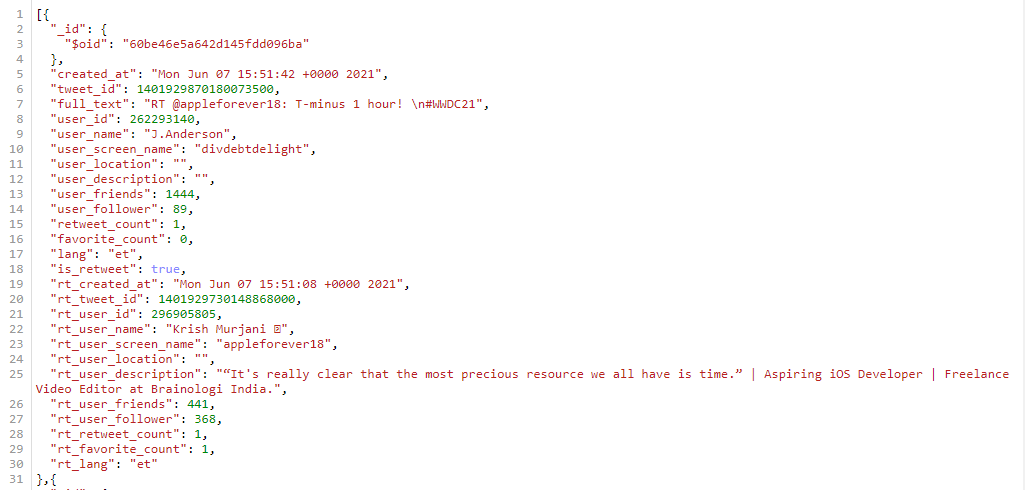 1 [{
2 "_id": {
3 "$oid": "60be46e5a642d145fdd096ba"
4 },
5 "created_at": "Mon Jun 07 15:51:42 +0000 2021",
6 "tweet_id": 1401929870180073500,
7 "full_text": "RT @appleforever18: T-minus 1 hour! \n#WWDC21",
8 "user_id": 262293140,
9 "user_name": "J.Anderson",
10 "user_screen_name": "divdebtdelight",
11 "user_location": "",
12 "user_description": "",
13 "user_friends": 1444,
14 "user_follower": 89,
15 "retweet_count": 1,
16 "favorite_count": 0,
17 "lang": "et",
18 "is_retweet": true,
19 "rt_created_at": "Mon Jun 07 15:51:08 +0000 2021",
20 "rt_tweet_id": 1401929730148868000,
21 "rt_user_id": 296905805,
22 "rt_user_name": "Krish Murjani ",
23 "rt_user_screen_name": "appleforever18",
24 "rt_user_location": "",
25 "rt_user_description": "“It's really clear that the most precious resource we all have is time.” | Aspiring iOS Developer | Freelance
Video Editor at Brainologi India.",
26 "rt_user_friends": 441,
27 "rt_user_follower": 368,
28 "rt_retweet_count": 1,
29 "rt_favorite_count": 1,
30 "rt_lang": "et"
31 },{